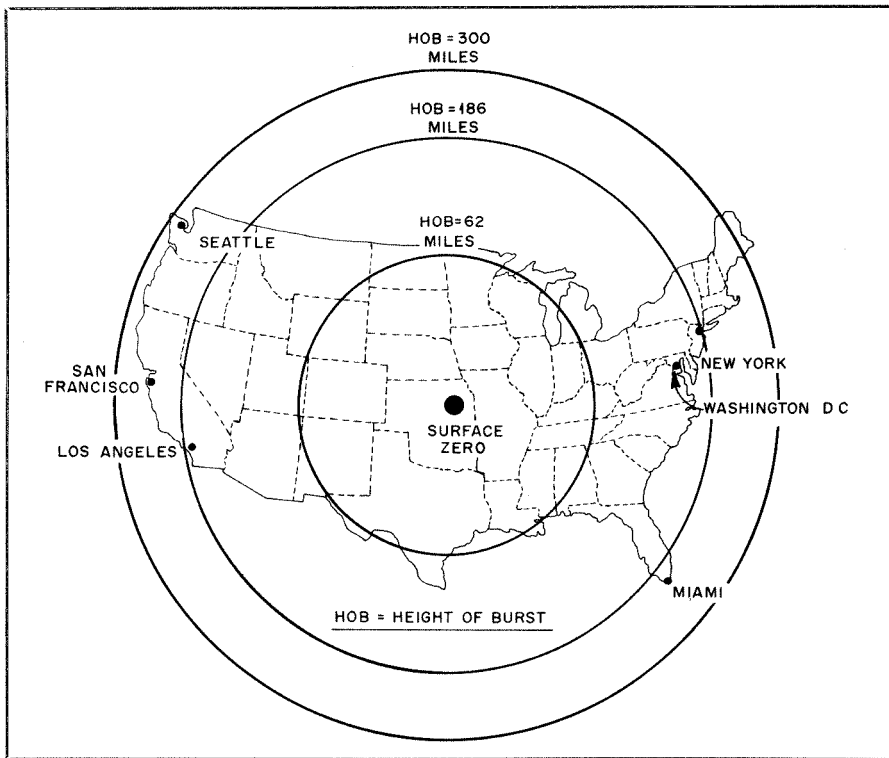 HOB = 300
MILES
HOB = 186
MILES
HOB=62
MILES
SEATTLE
SAN
FRANCISCO
NEW YORK
WASHINGTON D C
SURFACE
ZERO
LOS ANGELES
MIAMI
HOB = HEIGHT OF BURST